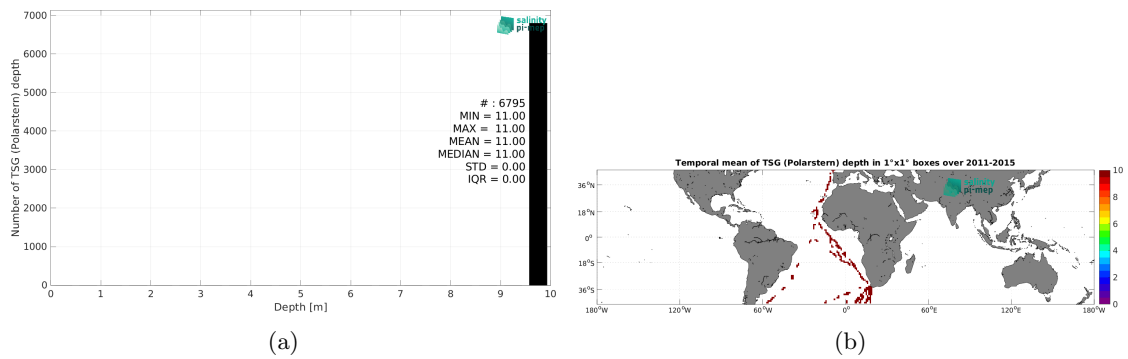 7000
6000
5000
4000
3000
2000
1000
0
Number of TSG (Polarstern) depth
salinity
pi-mep
# : 6795
MIN = 11.00
MAX = 11.00
MEAN = 11.00
MEDIAN = 11.00
STD = 0.00
IQR = 0.00
0 1 2 3 4 5 6 7 8 9 10
Depth [m]
(a)
Temporal mean of TSG (Polarstern) depth in 1°x1° boxes over 2011-2015
salinity
pi-mep
36°N
18°N
0°
18°S
36°S
180°W 120°W 60°W 0° 60°E 120°E 180°W
10
8
6
4
2
0
(b)